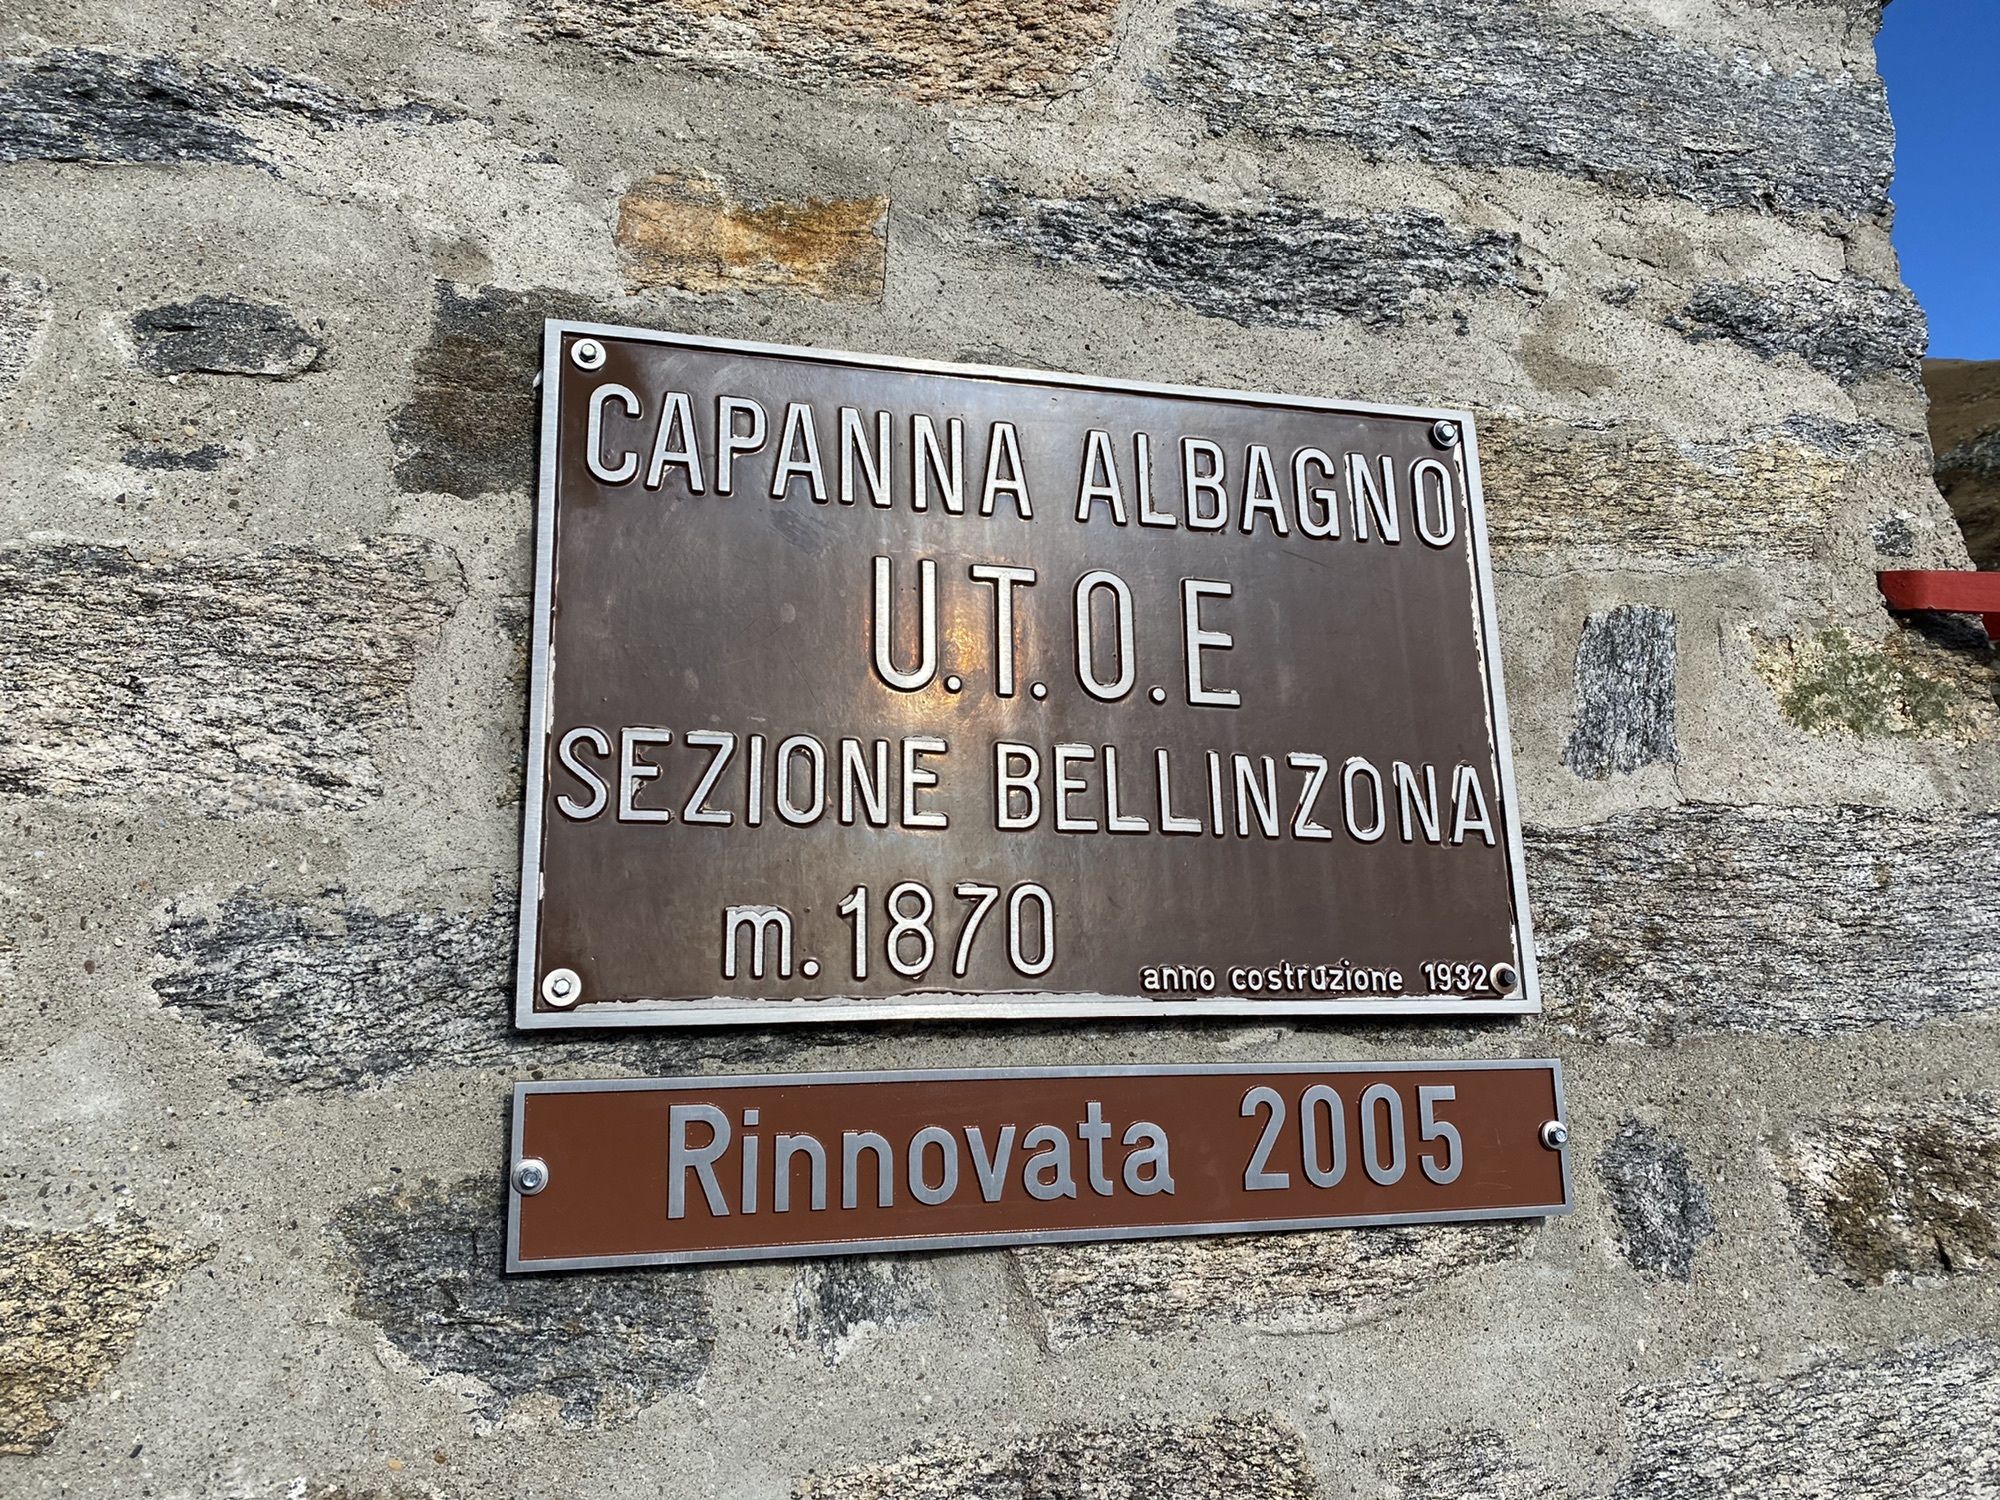 CAPANNA ALBAGNO
U.T.O.E
SEZIONE BELLINZONA
m. 1870
anno costruzione 1932
Rinnovata 2005